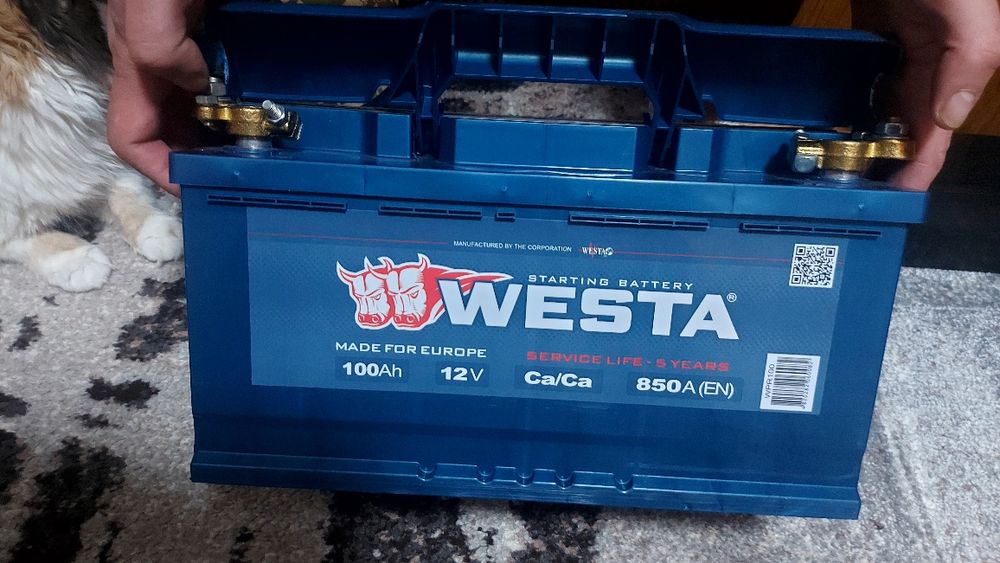 MANUFACTURED BY THE CORPORATION WESTA
STARTING BATTERY
WESTA®
MADE FOR EUROPE
SERVICE LIFE - 5 YEARS
100Ah 12V Ca/Ca 850A (EN)
WPR100